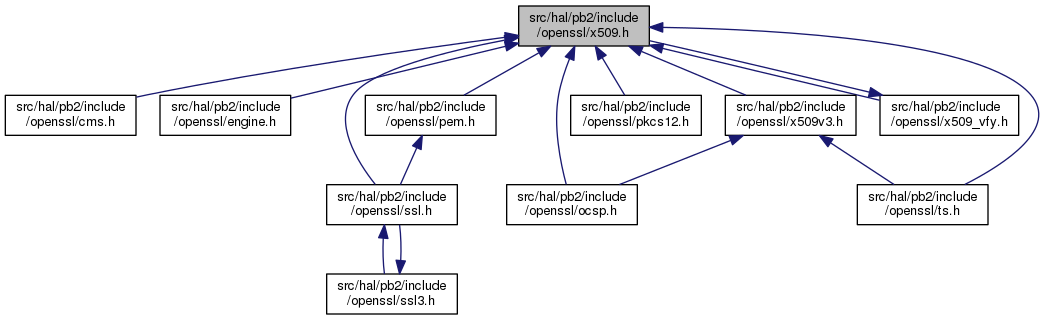 src/hal/pb2/include
/openssl/x509.h
src/hal/pb2/include
/openssl/cms.h
src/hal/pb2/include
/openssl/engine.h
src/hal/pb2/include
/openssl/pem.h
src/hal/pb2/include
/openssl/pkcs12.h
src/hal/pb2/include
/openssl/x509v3.h
src/hal/pb2/include
/openssl/x509_vfy.h
src/hal/pb2/include
/openssl/ssl.h
src/hal/pb2/include
/openssl/ocsp.h
src/hal/pb2/include
/openssl/ts.h
src/hal/pb2/include
/openssl/ssl3.h